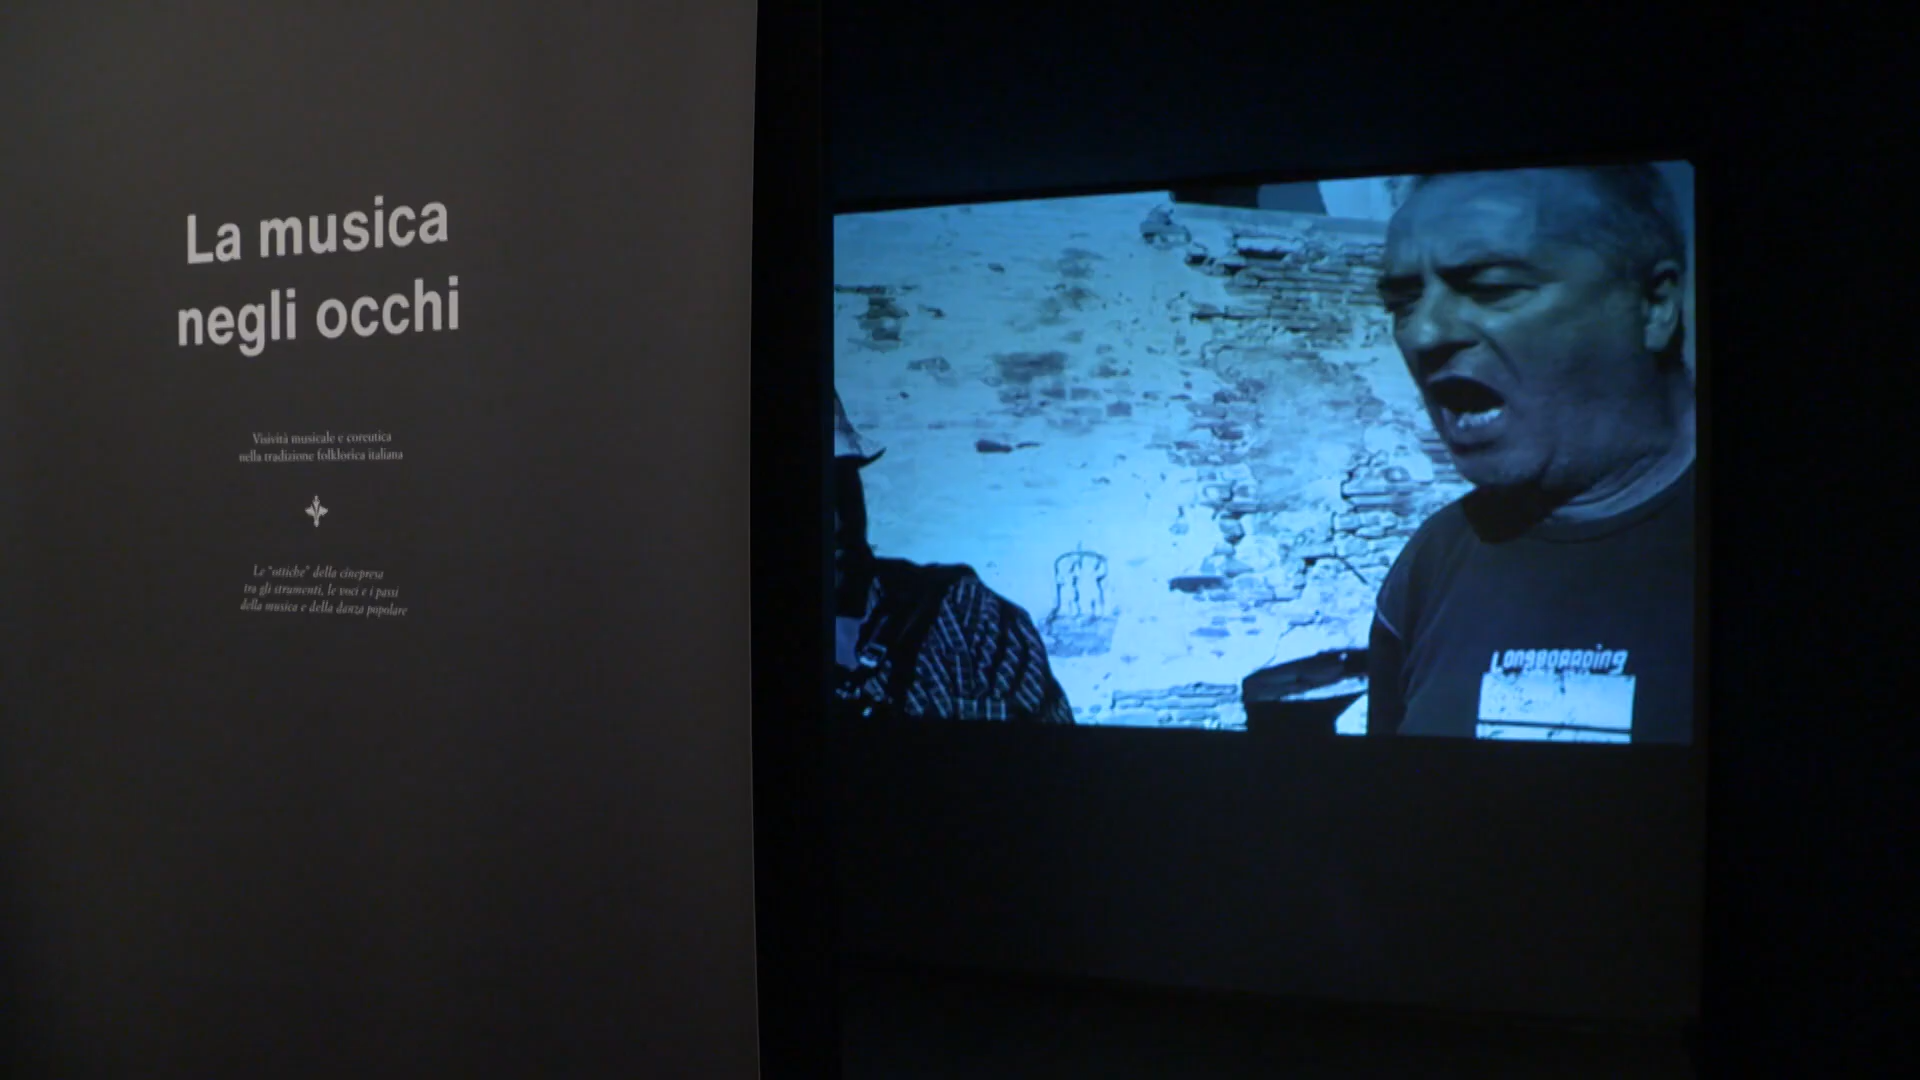 La musica
negli occhi
Visività musicale e coreutica
nella tradizione folklorica italiana
Le "ottiche" della cinepresa
tra gli strumenti, le voci e i passi
della musica e della danza popolare
LONGBOARDING